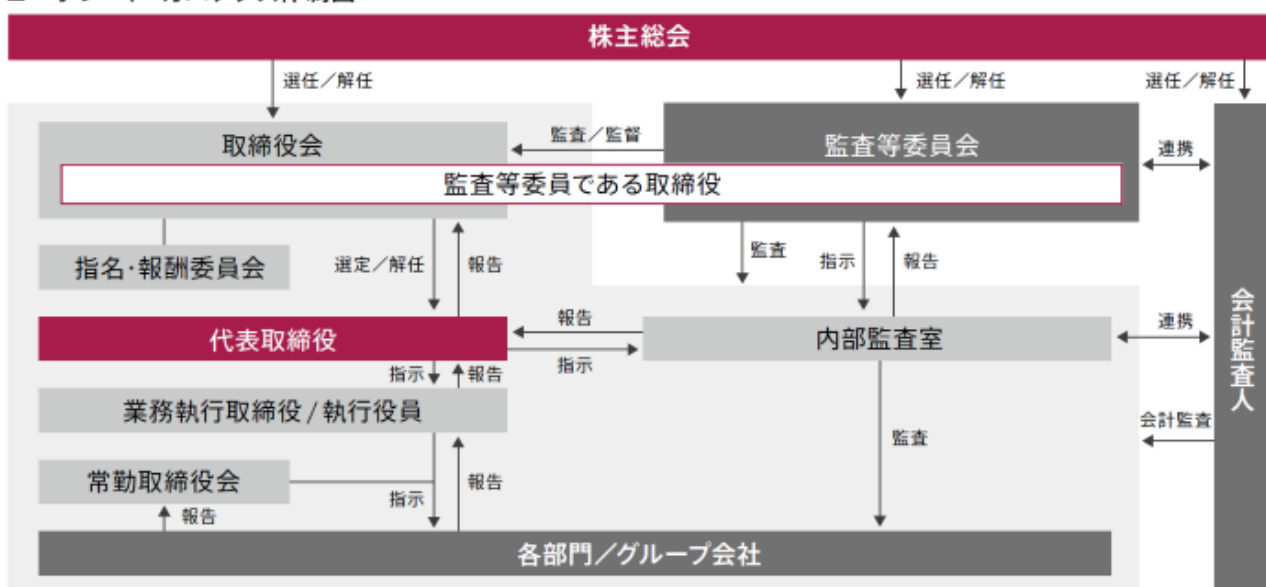 株主総会
選任／解任
選任／解任
選任／解任
取締役会
監査／監督
監査等委員会
連携
監査等委員である取締役
指名・報酬委員会
選定／解任
報告
監査
指示
報告
会計監査人
代表取締役
報告
指示
内部監査室
連携
指示
報告
業務執行取締役 / 執行役員
会計監査
監査
常勤取締役会
報告
指示
報告
各部門／グループ会社